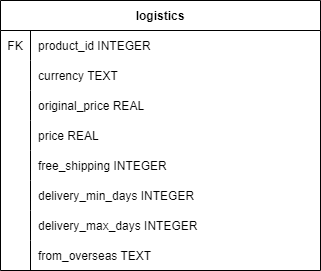 logistics
FK product_id INTEGER
currency TEXT
original_price REAL
price REAL
free_shipping INTEGER
delivery_min_days INTEGER
delivery_max_days INTEGER
from_overseas TEXT